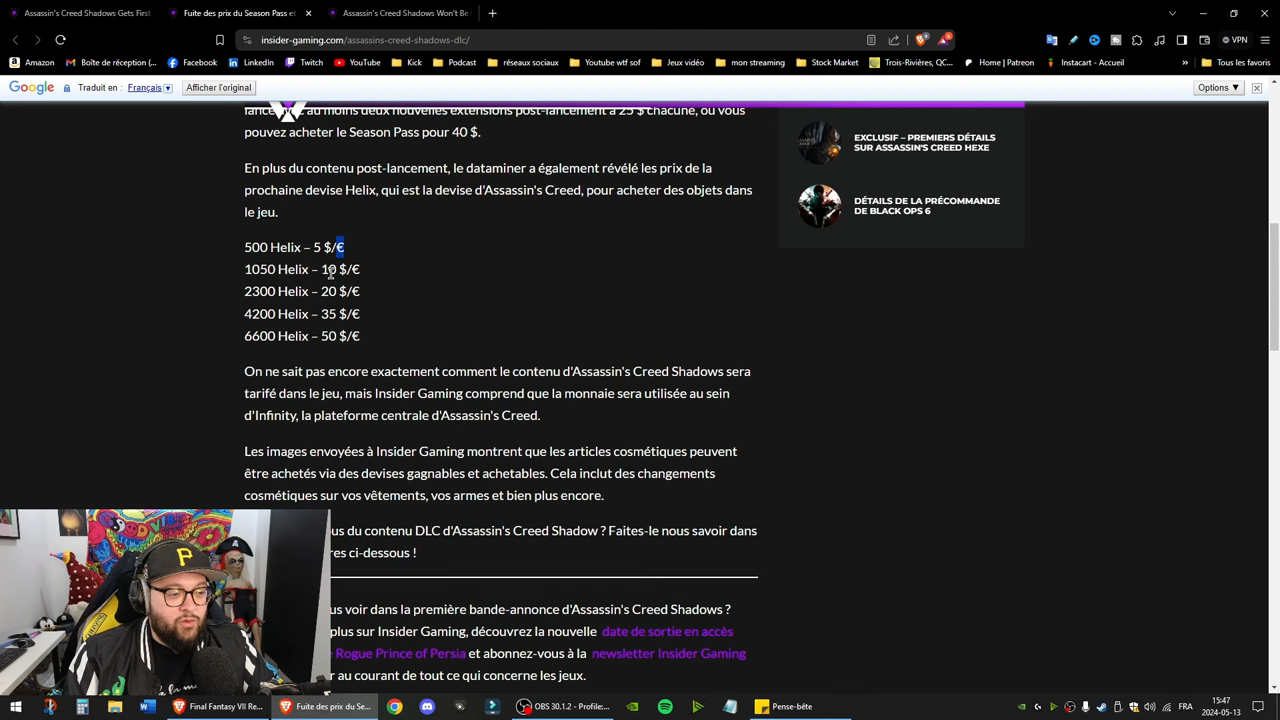 Assassin's Creed Shadows Gets First
Fuite des prix du Season Pass et
Assassin's Creed Shadows Won't Be
insider-gaming.com/assassins-creed-shadows-dlc/
VPN
Amazon
Boîte de réception (...
Facebook
LinkedIn
Twitch
YouTube
Kick
Podcast
réseaux sociaux
Youtube wtf sof
Jeux vidéo
mon streaming
Stock Market
Trois-Rivières, QC...
Home | Patreon
Instacart - Accueil
Tous les favoris
Google
Traduit en :
Français
Afficher l'original
Options
lancement au moins deux nouvelles extensions post-lancement à 25 $ chacune, ou vous
pouvez acheter le Season Pass pour 40 $.
En plus du contenu post-lancement, le dataminer a également révélé les prix de la
prochaine devise Helix, qui est la devise d'Assassin's Creed, pour acheter des objets dans
le jeu.
500 Helix – 5 $/€
1050 Helix – 10 $/€
2300 Helix – 20 $/€
4200 Helix – 35 $/€
6600 Helix – 50 $/€
On ne sait pas encore exactement comment le contenu d'Assassin's Creed Shadows sera
tarifé dans le jeu, mais Insider Gaming comprend que la monnaie sera utilisée au sein
d'Infinity, la plateforme centrale d'Assassin's Creed.
Les images envoyées à Insider Gaming montrent que les articles cosmétiques peuvent
être achetés via des devises gagnables et achetables. Cela inclut des changements
cosmétiques sur vos vêtements, vos armes et bien plus encore.
ous du contenu DLC d'Assassin's Creed Shadow ? Faites-le nous savoir dans
res ci-dessous !
us voir dans la première bande-annonce d'Assassin's Creed Shadows ?
plus sur Insider Gaming, découvrez la nouvelle date de sortie en accès
Rogue Prince of Persia et abonnez-vous à la newsletter Insider Gaming
r au courant de tout ce qui concerne les jeux.
EXCLUSIF – PREMIERS DÉTAILS
SUR ASSASSIN'S CREED HEXE
DÉTAILS DE LA PRÉCOMMANDE
DE BLACK OPS 6
GOOD VIBE
P
Final Fantasy VII Re...
Fuite des prix du Se...
OBS 30.1.2 - Profile:...
Pense-bête
FRA
15:47
2024-05-13